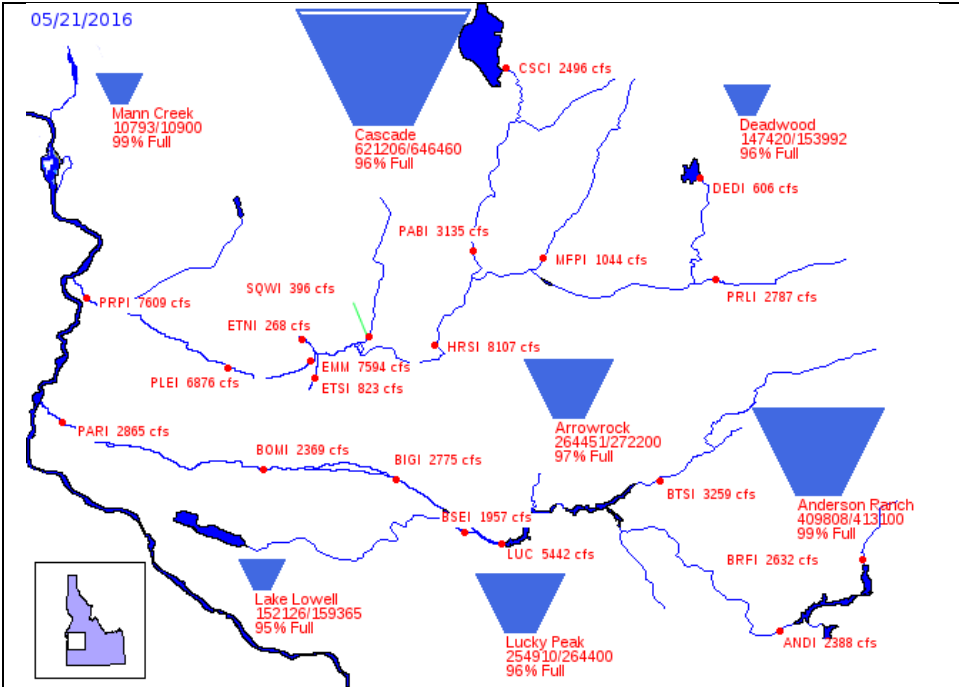 05/21/2016
CSCI 2496 cfs
Mann Creek
10793/10900
99% Full
Cascade
621206/646460
96% Full
Deadwood
147420/153992
96% Full
DEDI 606 cfs
PABI 3135 cfs
MFPI 1044 cfs
SQWI 396 cfs
PRPI 7609 cfs
PRLI 2787 cfs
ETNI 268 cfs
HRSI 8107 cfs
EMM 7594 cfs
PLEI 6876 cfs
ETSI 823 cfs
PARI 2865 cfs
Arrowrock
264451/272200
97% Full
BOMI 2369 cfs
BIGI 2775 cfs
BTSI 3259 cfs
Anderson Ranch
409808/413100
99% Full
BSEI 1957 cfs
LUC 5442 cfs
BRFI 2632 cfs
Lake Lowell
152126/159365
95% Full
Lucky Peak
254910/264400
96% Full
ANDI 2388 cfs